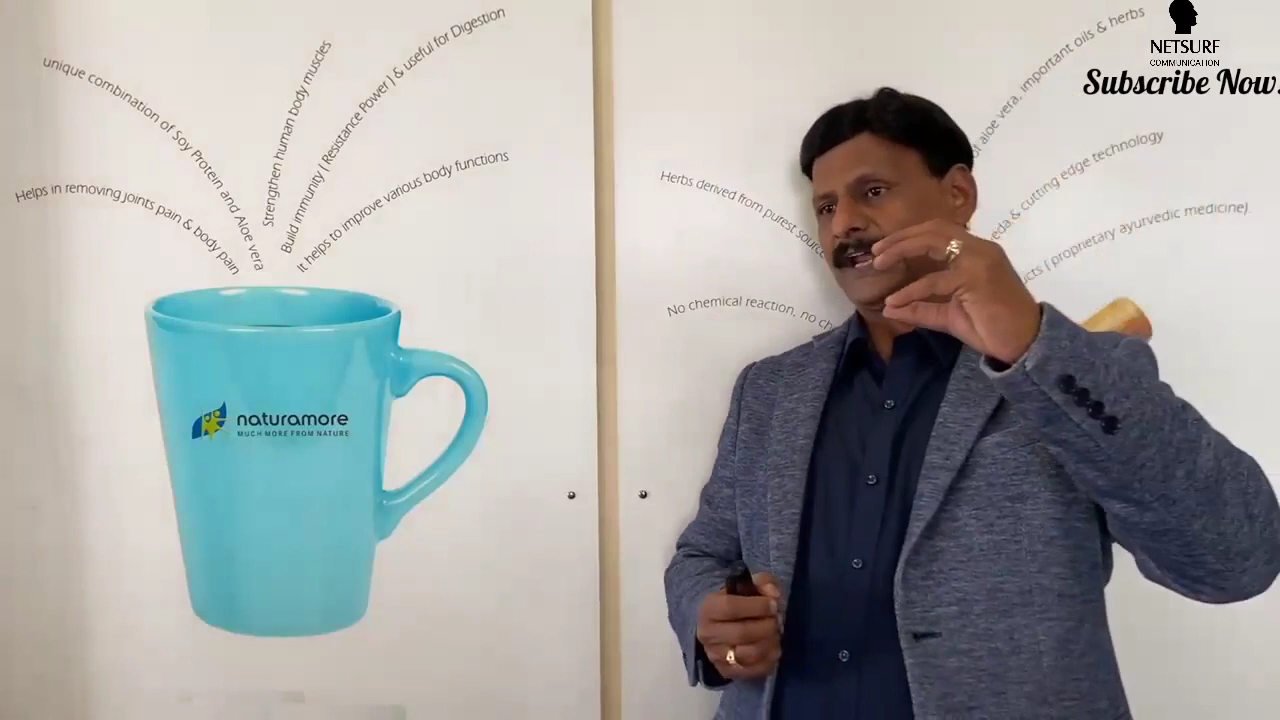 unique combination of Soy Protein and Aloe vera
Strengthen human body muscles
Build immunity ( Resistance Power ) & useful for Digestion
Helps in removing joints pain & body pain
It helps to improve various body functions
naturamore
MUCH MORE FROM NATURE
NETSURF
COMMUNICATION
Subscribe Now
aloe vera, important oils & herbs
Herbs derived from purest
& cutting edge technology
( proprietary ayurvedic medicine).
No chemical reaction, no